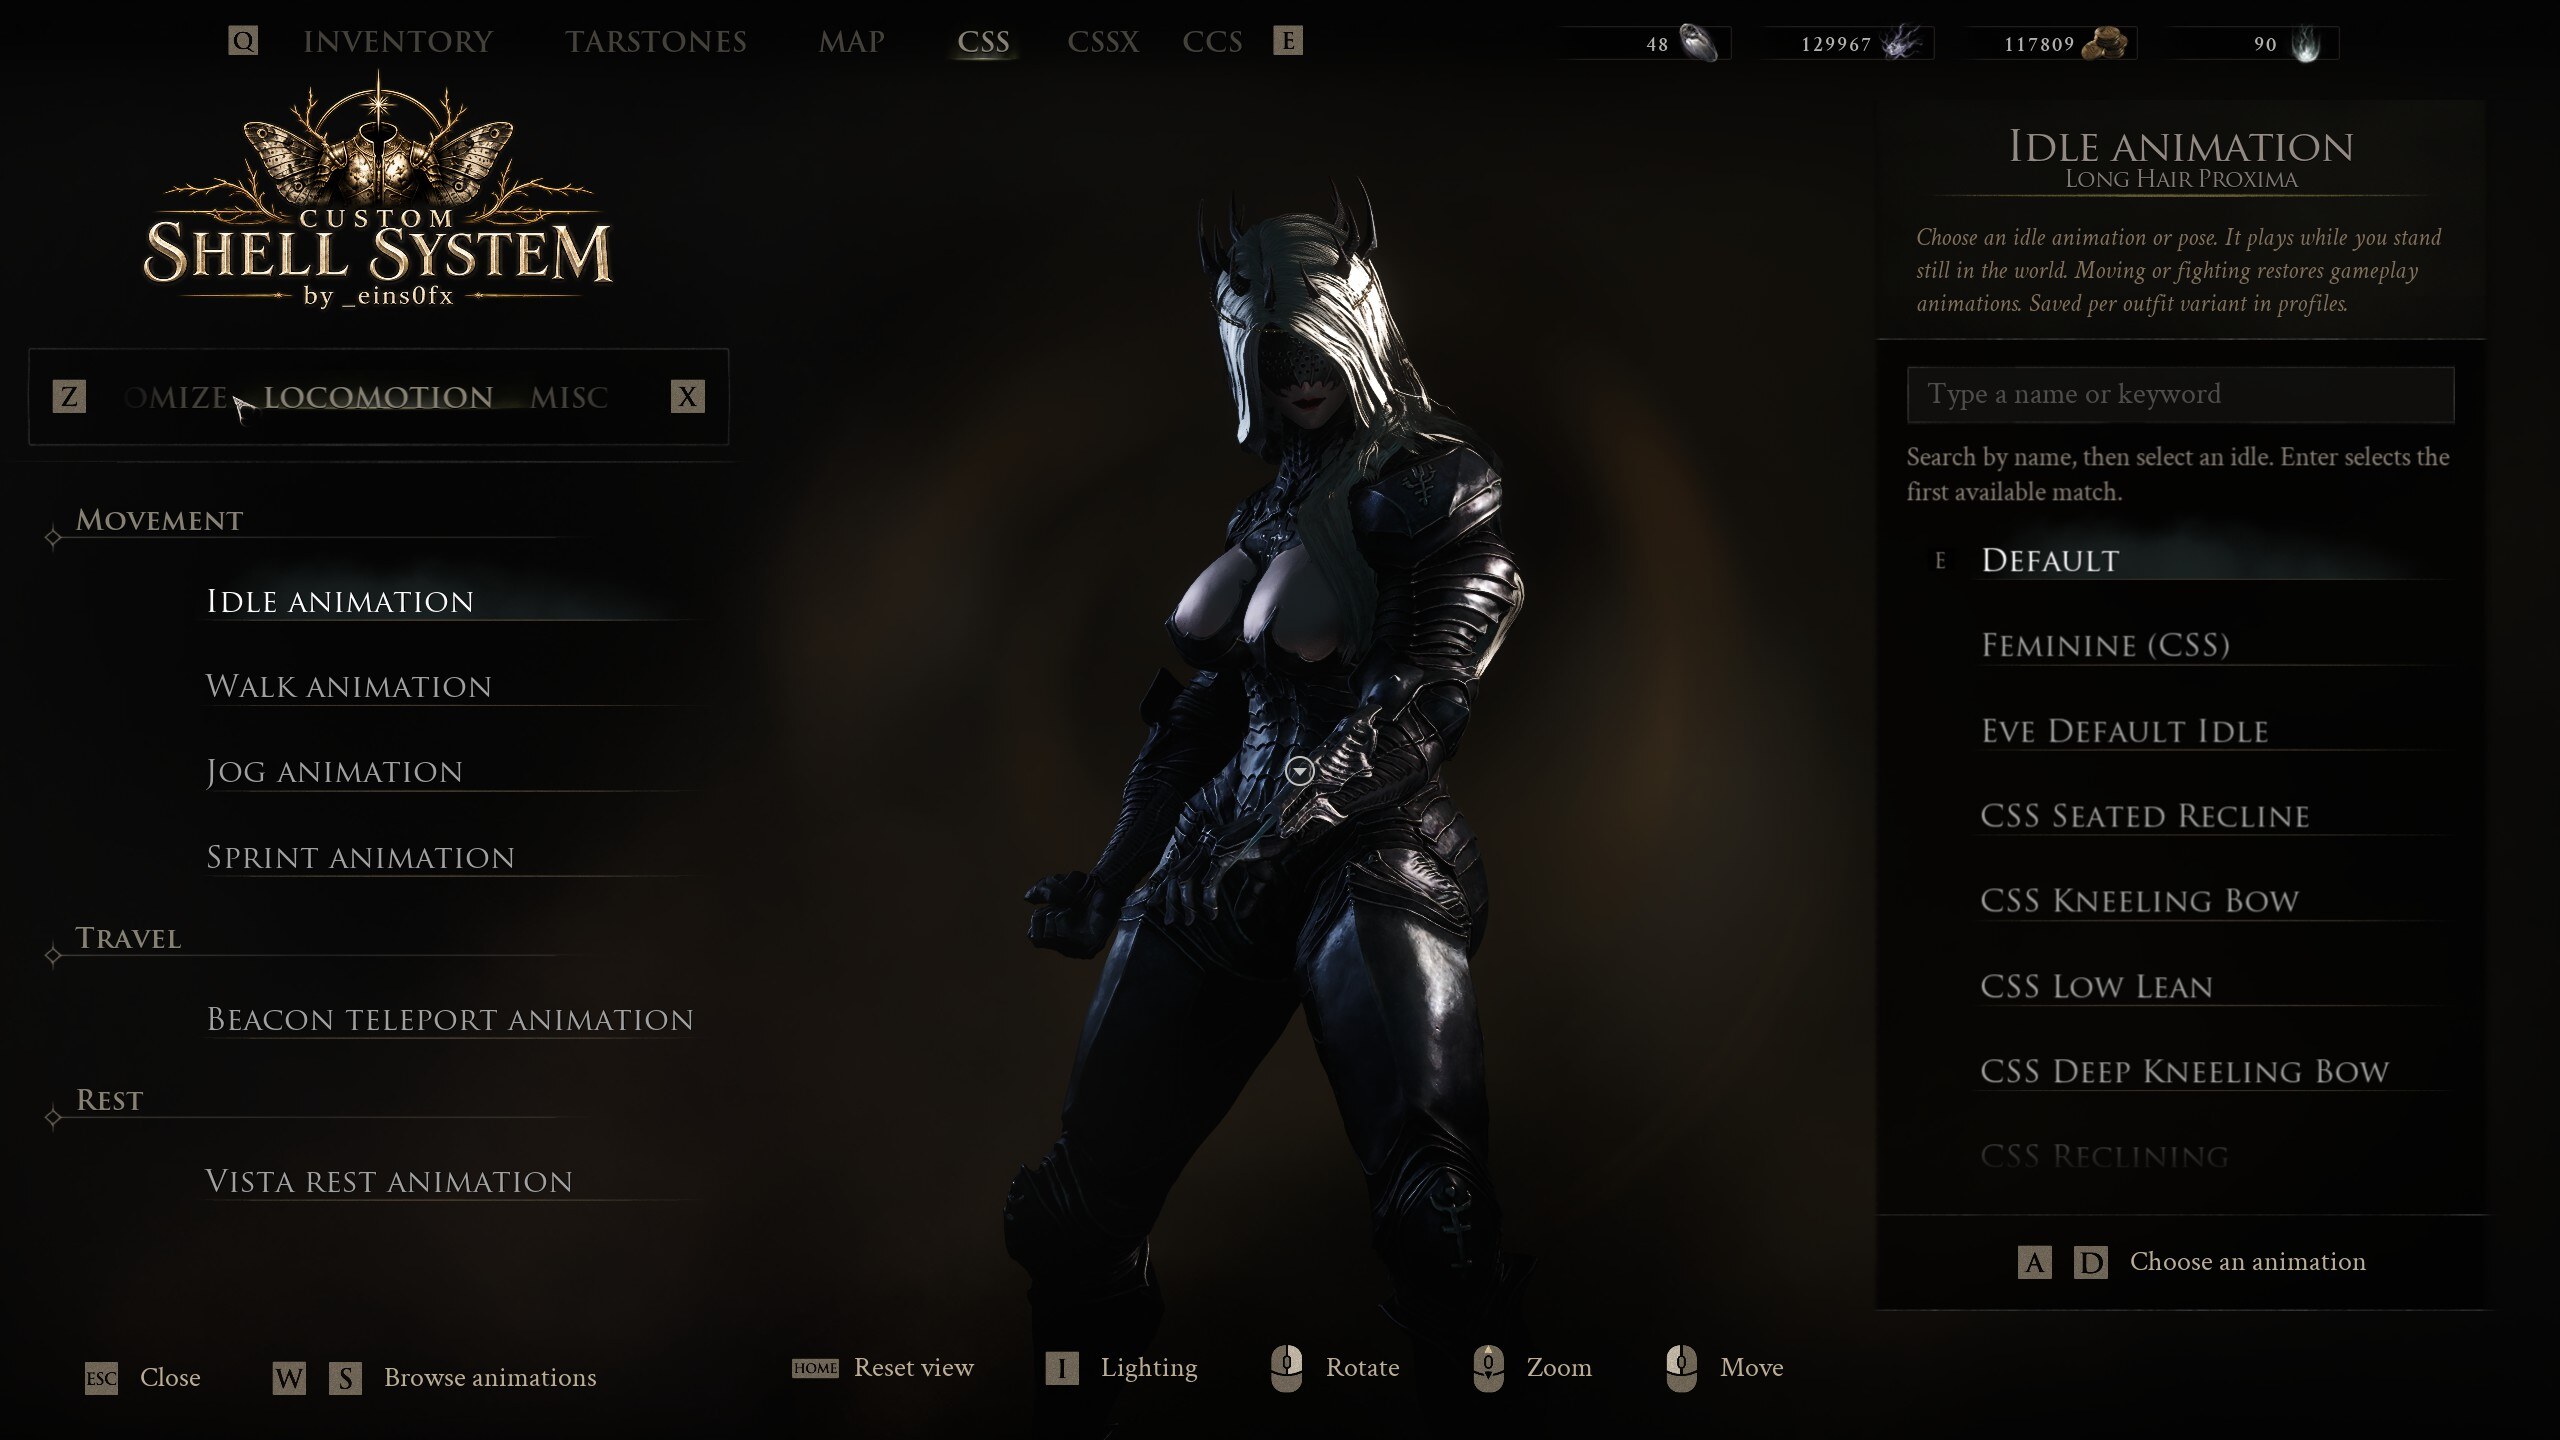 Q INVENTORY TARSTONES MAP CSS CSSX CCS E
48 129967 117809 90
CUSTOM
SHELL SYSTEM
by _eins0fx
Z OMIZE LOCOMOTION MISC X
MOVEMENT
IDLE ANIMATION
WALK ANIMATION
JOG ANIMATION
SPRINT ANIMATION
TRAVEL
BEACON TELEPORT ANIMATION
REST
VISTA REST ANIMATION
IDLE ANIMATION
LONG HAIR PROXIMA
Choose an idle animation or pose. It plays while you stand
still in the world. Moving or fighting restores gameplay
animations. Saved per outfit variant in profiles.
Type a name or keyword
Search by name, then select an idle. Enter selects the
first available match.
E DEFAULT
FEMININE (CSS)
EVE DEFAULT IDLE
CSS SEATED RECLINE
CSS KNEELING BOW
CSS LOW LEAN
CSS DEEP KNEELING BOW
CSS RECLINING
A D Choose an animation
ESC Close W S Browse animations HOME Reset view I Lighting Rotate Zoom Move